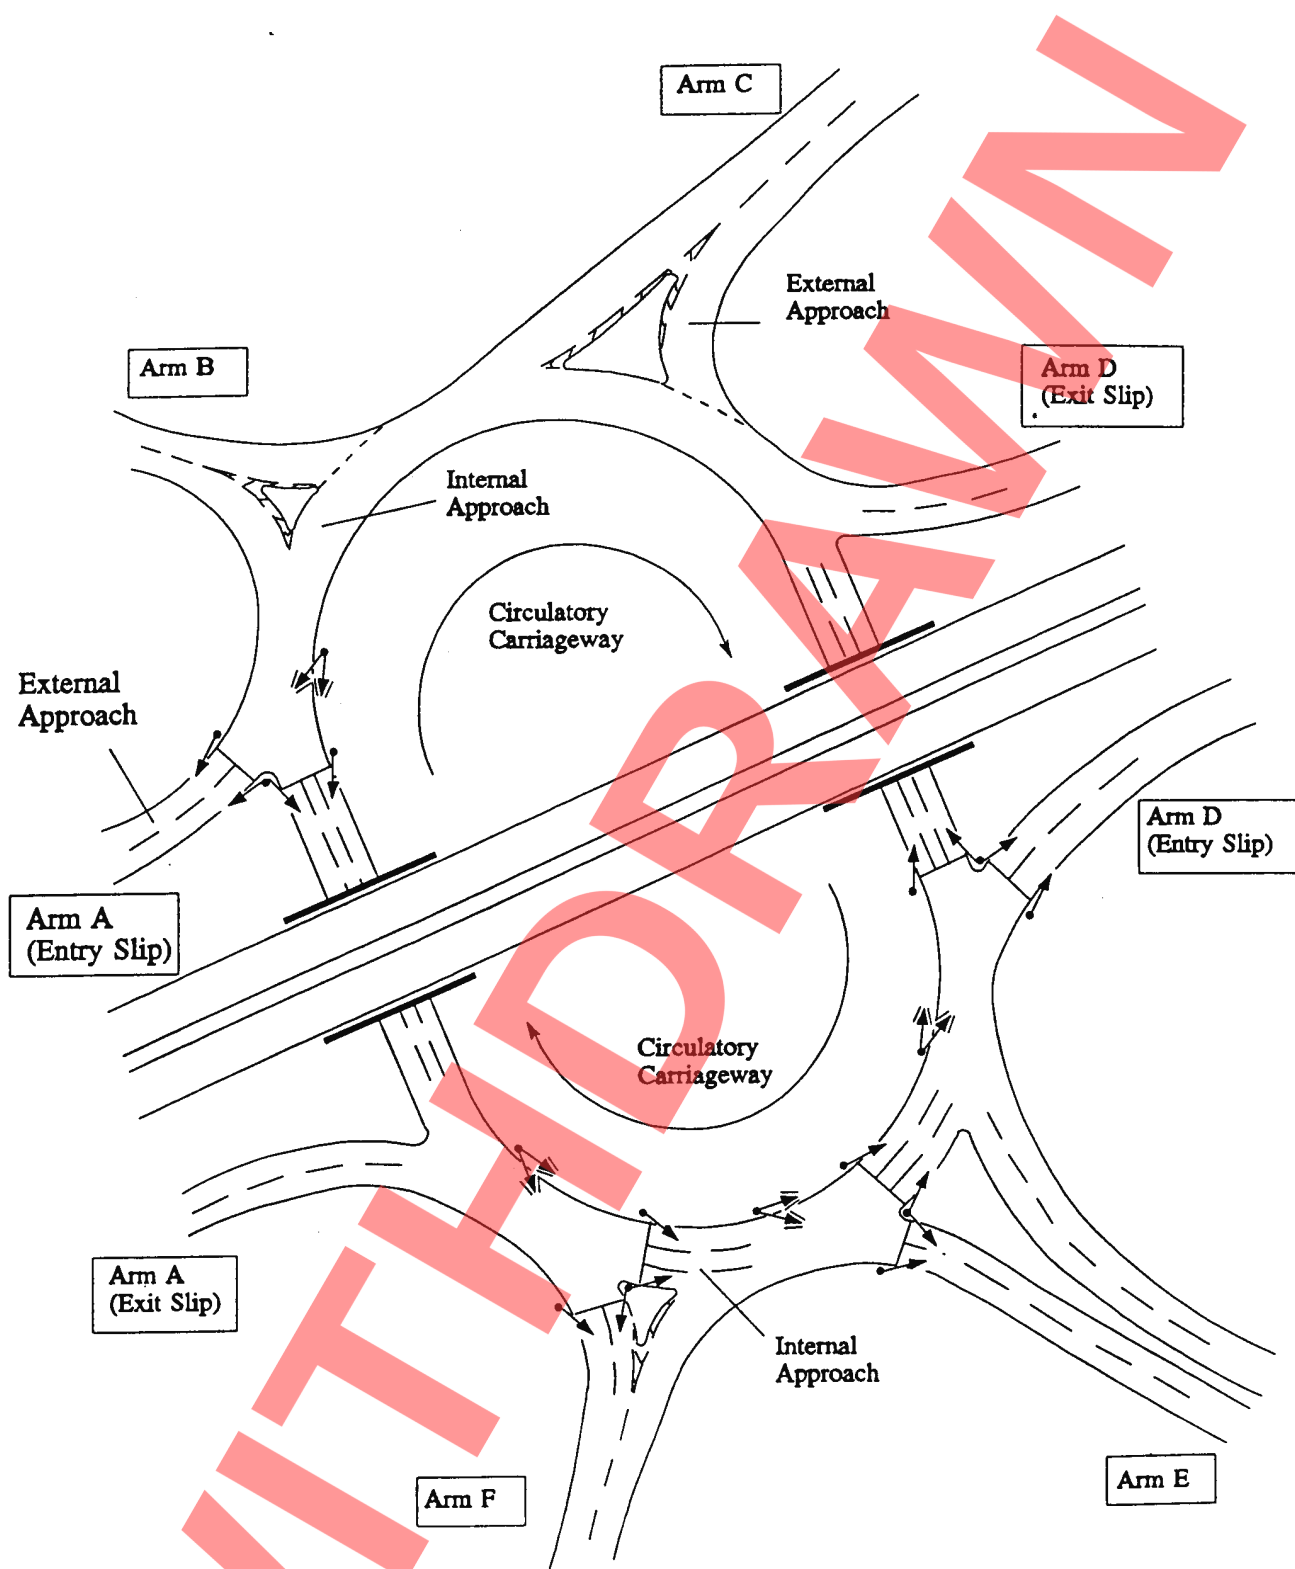 Arm C
External
Approach
Arm B
Arm D
(Exit Slip)
Internal
Approach
Circulatory
Carriageway
External
Approach
Arm D
(Entry Slip)
Arm A
(Entry Slip)
Circulatory
Carriageway
Arm A
(Exit Slip)
Internal
Approach
Arm F
Arm E
WITHDRAWN